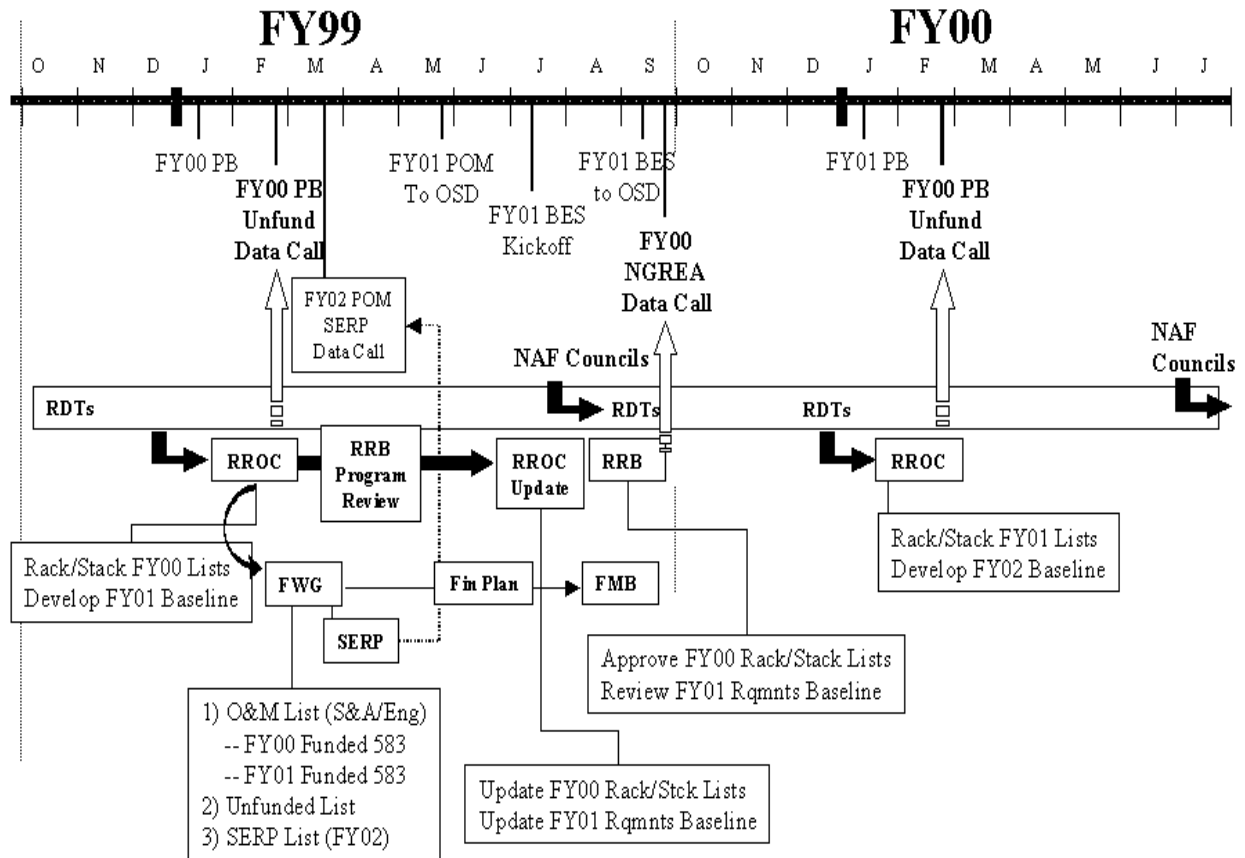 FY99
FY00
O N D J F M A M J J A S O N D J F M A M J J
FY00 PB
FY00 PB
Unfund
Data Call
FY01 POM
To OSD
FY01 BES
Kickoff
FY01 BES
to OSD
FY00
NGREA
Data Call
FY01 PB
FY00 PB
Unfund
Data Call
FY02 POM
SERP
Data Call
NAF Councils
NAF
Councils
RDTs
RDTs
RDTs
RROC
RRB
Program
Review
RROC
Update
RRB
RROC
Rack/Stack FY00 Lists
Develop FY01 Baseline
Rack/Stack FY01 Lists
Develop FY02 Baseline
FWG
Fin Plan
FMB
SERP
Approve FY00 Rack/Stack Lists
Review FY01 Rqmnts Baseline
1) O&M List (S&A/Eng)
-- FY00 Funded 583
-- FY01 Funded 583
2) Unfunded List
3) SERP List (FY02)
Update FY00 Rack/Stck Lists
Update FY01 Rqmnts Baseline